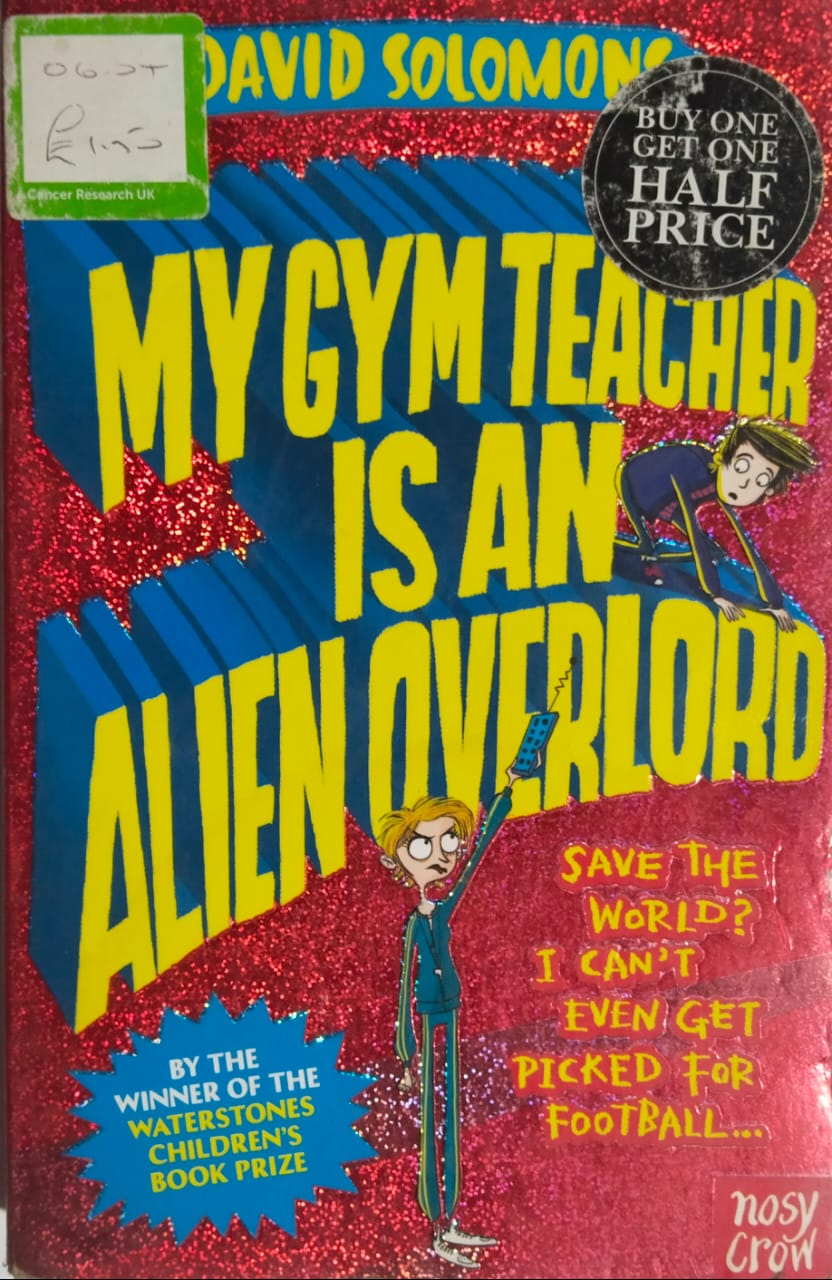 06.24
£1.50
Cancer Research UK
DAVID SOLOMONS
BUY ONE
GET ONE
HALF
PRICE
MY GYM TEACHER
IS AN
ALIEN OVERLORD
SAVE THE
WORLD?
I CAN'T
EVEN GET
PICKED FOR
FOOTBALL...
BY THE
WINNER OF THE
WATERSTONES
CHILDREN'S
BOOK PRIZE
nosy
crow